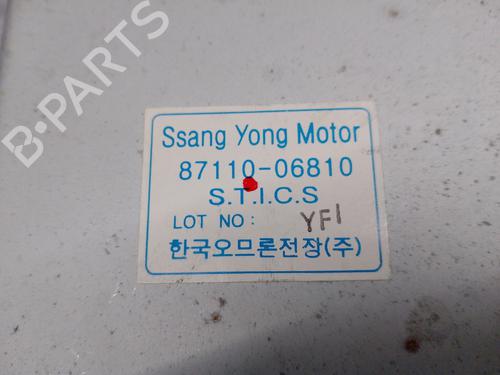 B-PARTS
Ssang Yong Motor
87110-06810
S.T.I.C.S
LOT NO: YF1
한국오므론전장(주)